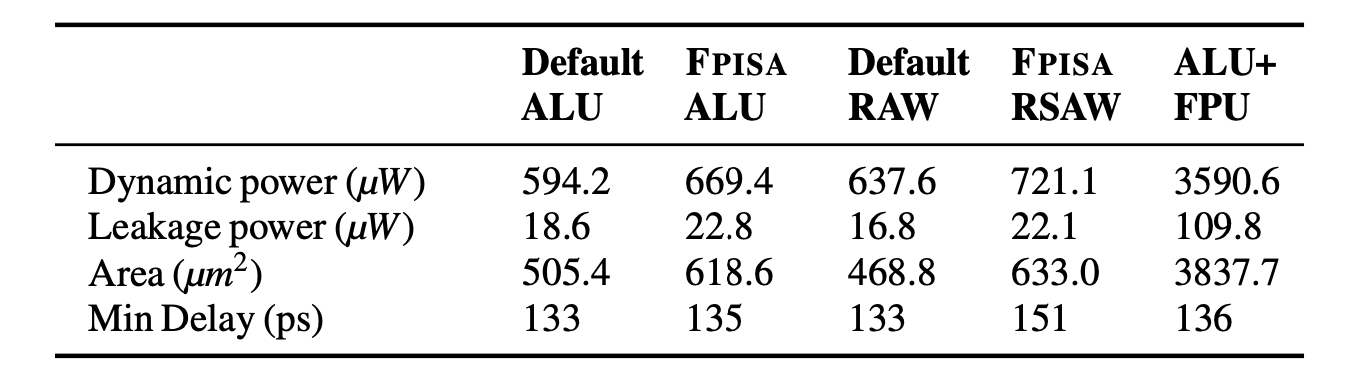 Default FPISA Default FPISA ALU+
ALU ALU RAW RSAW FPU
Dynamic power (μW) 594.2 669.4 637.6 721.1 3590.6
Leakage power (μW) 18.6 22.8 16.8 22.1 109.8
Area (μm²) 505.4 618.6 468.8 633.0 3837.7
Min Delay (ps) 133 135 133 151 136